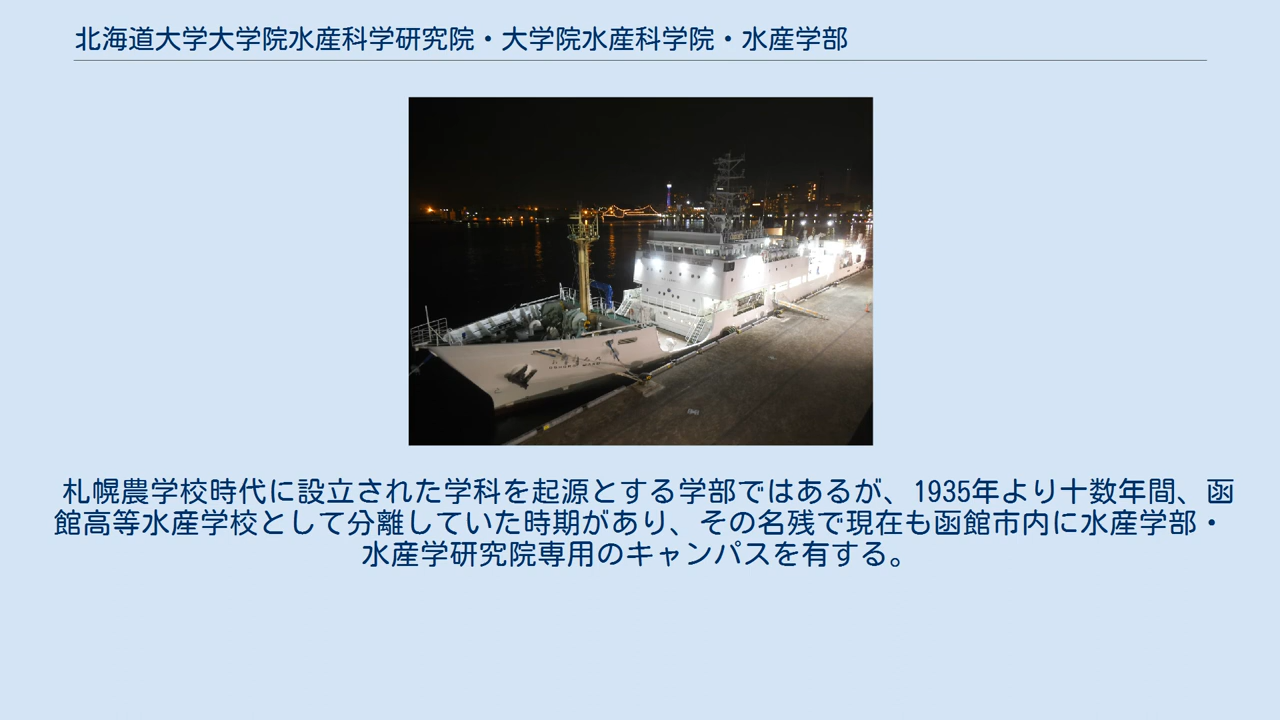 北海道大学大学院水産科学研究院・大学院水産科学院・水産学部
札幌農学校時代に設立された学科を起源とする学部ではあるが、1935年より十数年間、函
館高等水産学校として分離していた時期があり、その名残で現在も函館市内に水産学部・
水産学研究院専用のキャンパスを有する。